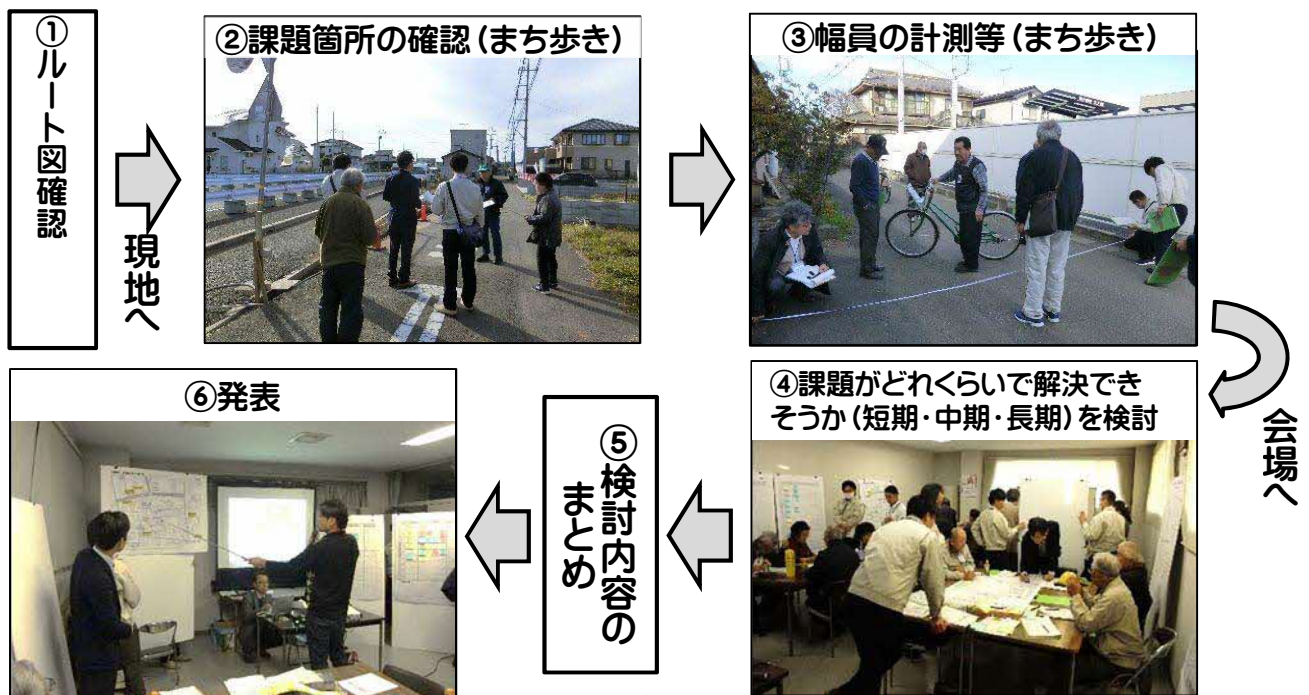 ①ルート図確認
現地へ
②課題箇所の確認(まち歩き)
③幅員の計測等(まち歩き)
会場へ
④課題がどれくらいで解決でき
そうか(短期・中期・長期)を検討
⑤検討内容の
まとめ
⑥発表